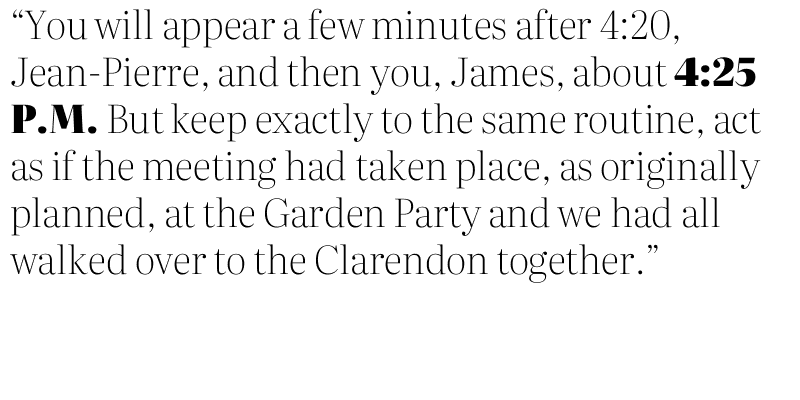 “You will appear a few minutes after 4:20,
Jean-Pierre, and then you, James, about 4:25
P.M. But keep exactly to the same routine, act
as if the meeting had taken place, as originally
planned, at the Garden Party and we had all
walked over to the Clarendon together.”